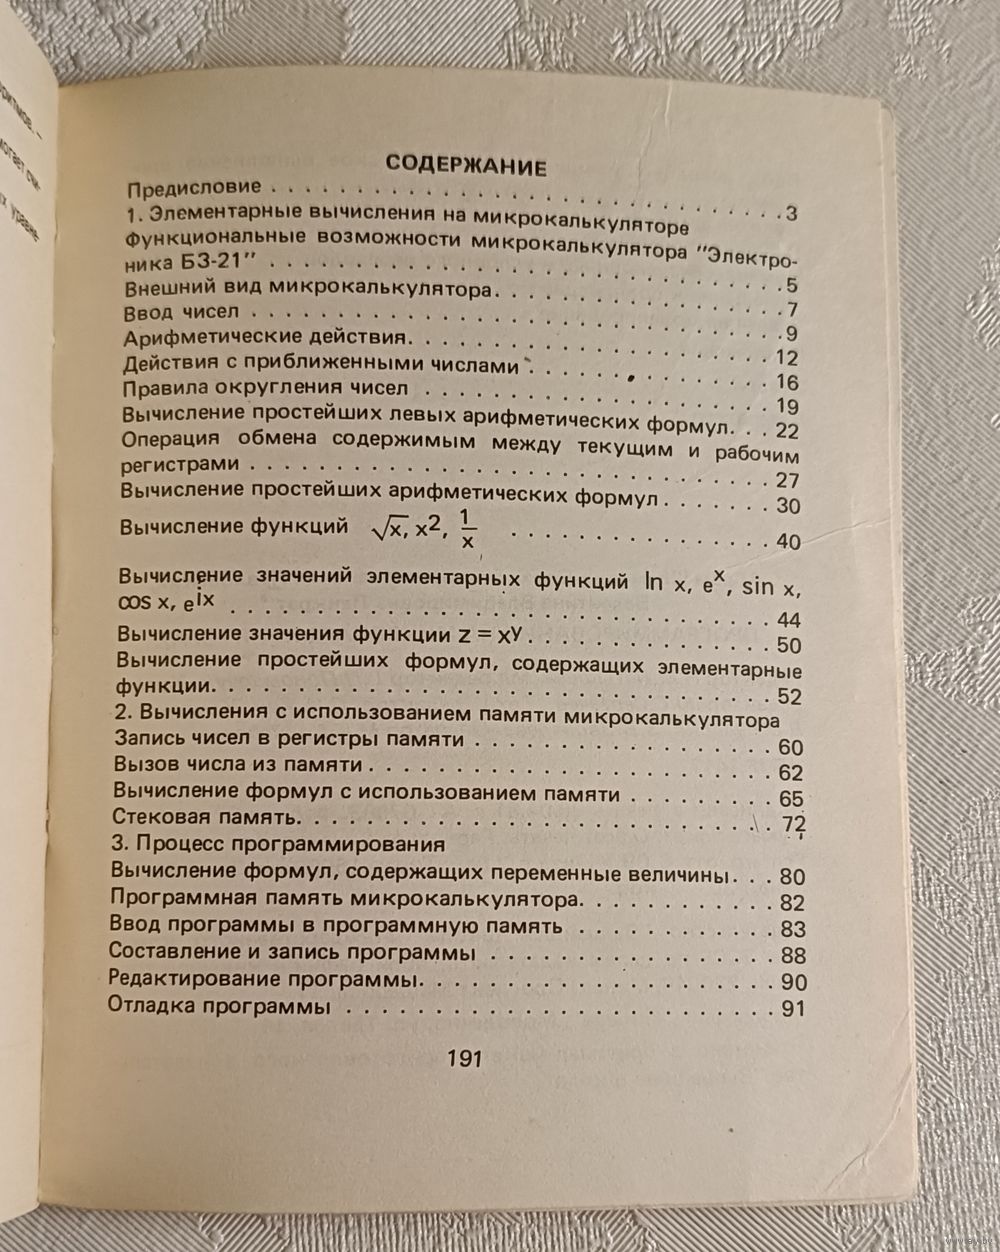 ритмов. —
могает счи-
х уравне-
СОДЕРЖАНИЕ
Предисловие . . . . . . . . . . . . . . . . . . . . . . . . . . . . . . 3
1. Элементарные вычисления на микрокалькуляторе
Функциональные возможности микрокалькулятора "Электро-
ника Б3-21" . . . . . . . . . . . . . . . . . . . . . . . . . . . . . . 5
Внешний вид микрокалькулятора. . . . . . . . . . . . . . . . . 7
Ввод чисел . . . . . . . . . . . . . . . . . . . . . . . . . . . . . . . 9
Арифметические действия. . . . . . . . . . . . . . . . . . . . . 12
Действия с приближенными числами . . . . . . . . . . . . . . 16
Правила округления чисел . . . . . . . . . . . . . . . . . . . . 19
Вычисление простейших левых арифметических формул. . . 22
Операция обмена содержимым между текущим и рабочим
регистрами . . . . . . . . . . . . . . . . . . . . . . . . . . . . . . 27
Вычисление простейших арифметических формул . . . . . . . 30
Вычисление функций √x, x², 1/x . . . . . . . . . . . . . . . . 40
Вычисление значений элементарных функций ln x, eˣ, sin x,
cos x, e^ix . . . . . . . . . . . . . . . . . . . . . . . . . . . . . . 44
Вычисление значения функции z = xʸ. . . . . . . . . . . . . . 50
Вычисление простейших формул, содержащих элементарные
функции. . . . . . . . . . . . . . . . . . . . . . . . . . . . . . . . 52
2. Вычисления с использованием памяти микрокалькулятора
Запись чисел в регистры памяти . . . . . . . . . . . . . . . . . 60
Вызов числа из памяти . . . . . . . . . . . . . . . . . . . . . . 62
Вычисление формул с использованием памяти . . . . . . . . 65
Стековая память. . . . . . . . . . . . . . . . . . . . . . . . . . . 72
3. Процесс программирования
Вычисление формул, содержащих переменные величины. . . 80
Программная память микрокалькулятора. . . . . . . . . . . . 82
Ввод программы в программную память . . . . . . . . . . . . 83
Составление и запись программы . . . . . . . . . . . . . . . . 88
Редактирование программы. . . . . . . . . . . . . . . . . . . . 90
Отладка программы . . . . . . . . . . . . . . . . . . . . . . . . 91
191